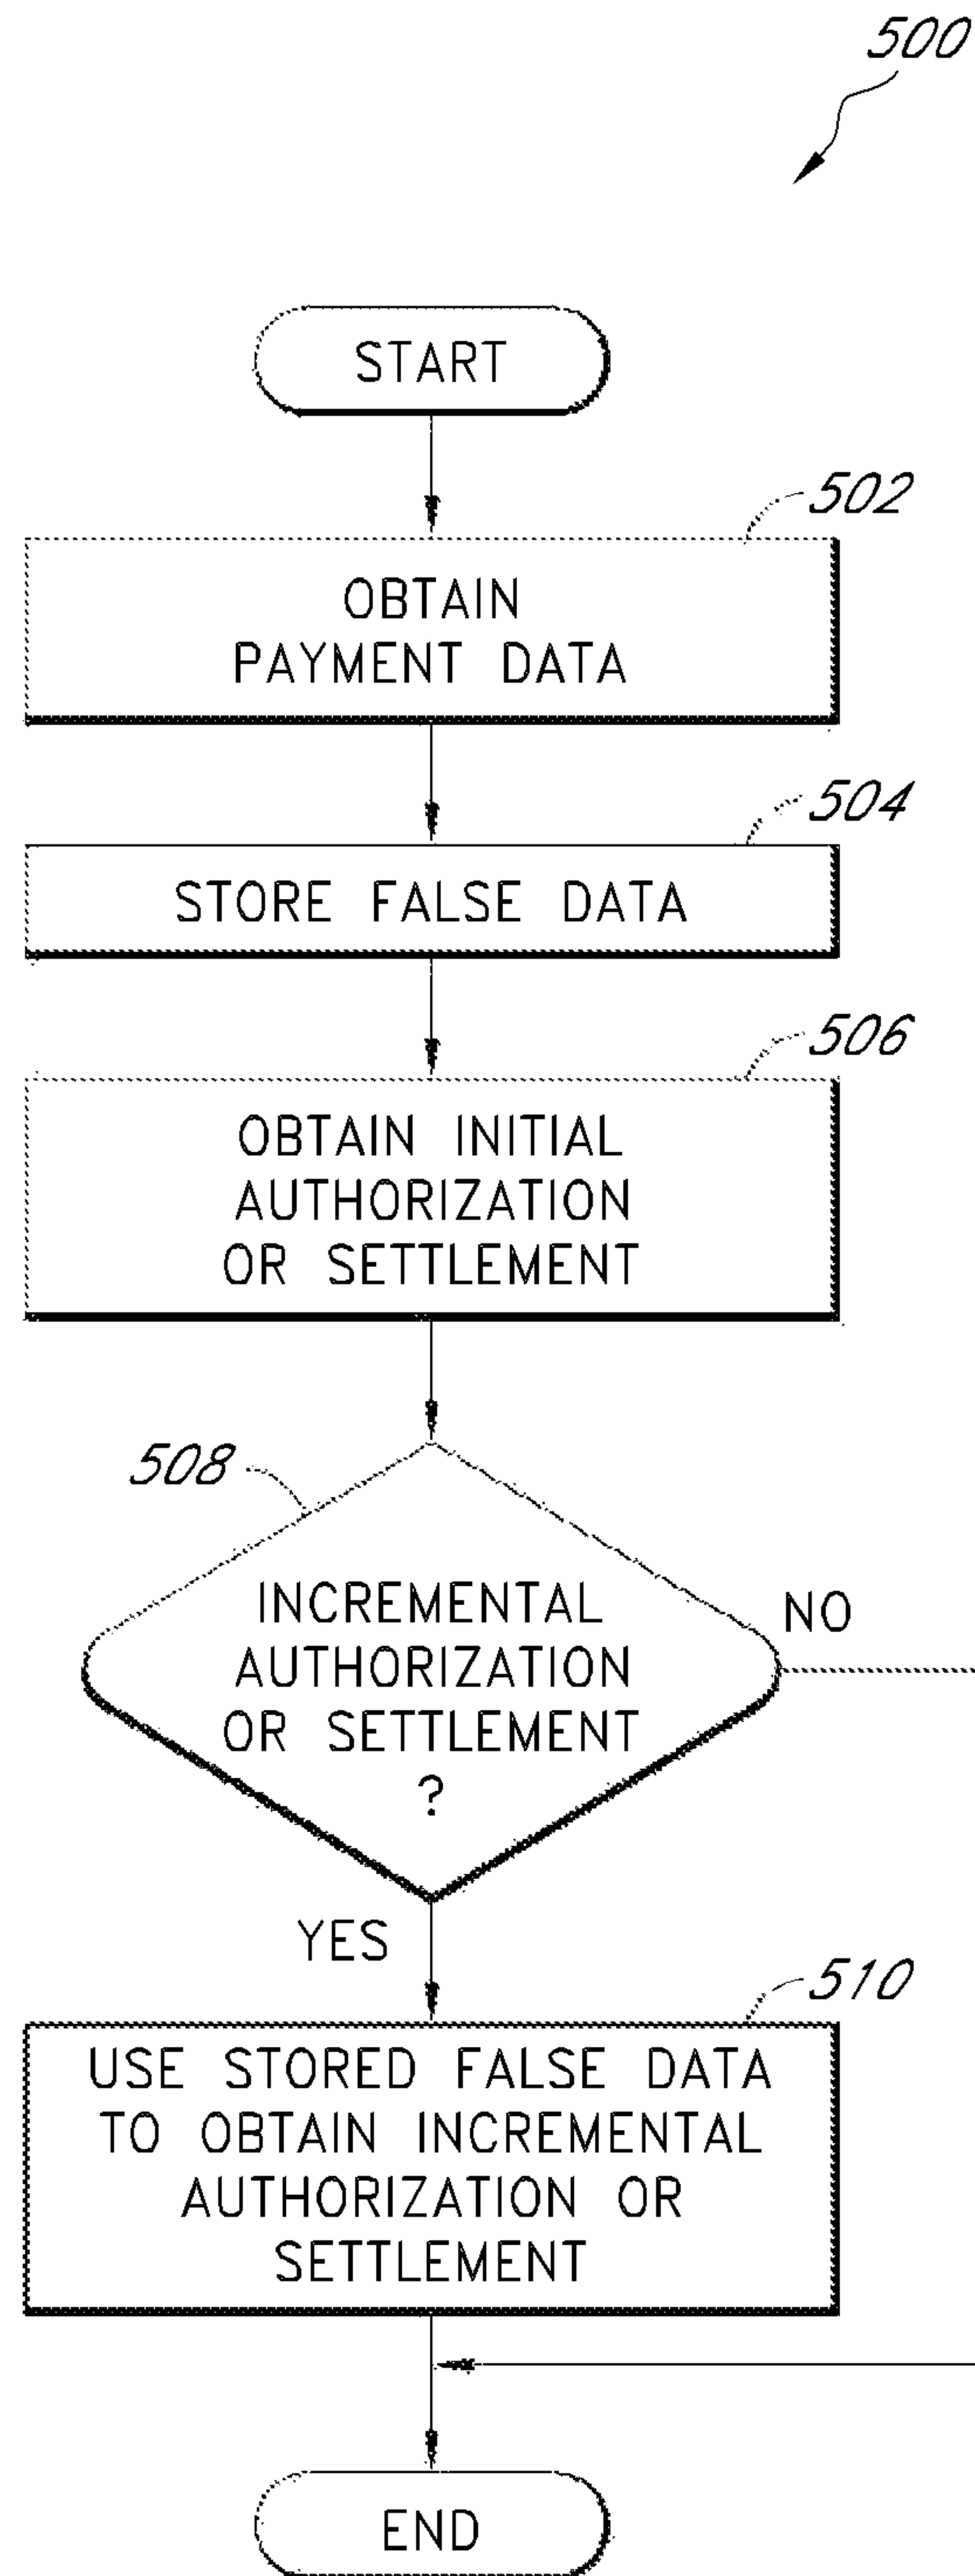 500
START
502
OBTAIN
PAYMENT DATA
504
STORE FALSE DATA
506
OBTAIN INITIAL
AUTHORIZATION
OR SETTLEMENT
508
INCREMENTAL
AUTHORIZATION
OR SETTLEMENT
?
NO
YES
510
USE STORED FALSE DATA
TO OBTAIN INCREMENTAL
AUTHORIZATION OR
SETTLEMENT
END